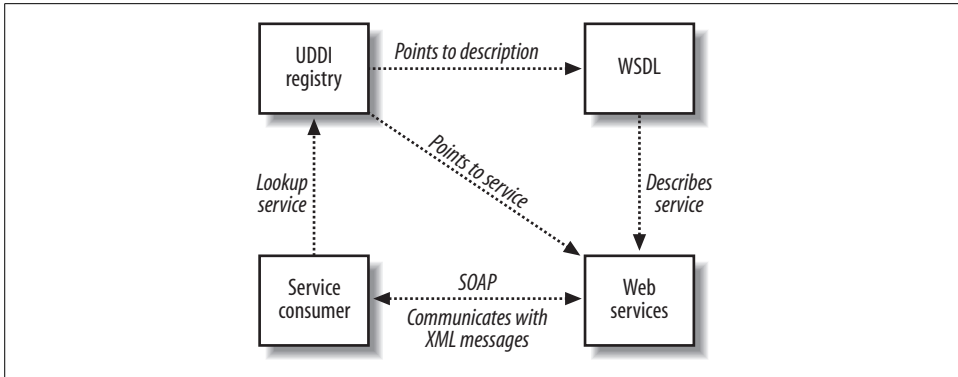 UDDI
registry
Points to description
WSDL
Points to service
Lookup
service
Describes
service
Service
consumer
SOAP
Communicates with
XML messages
Web
services